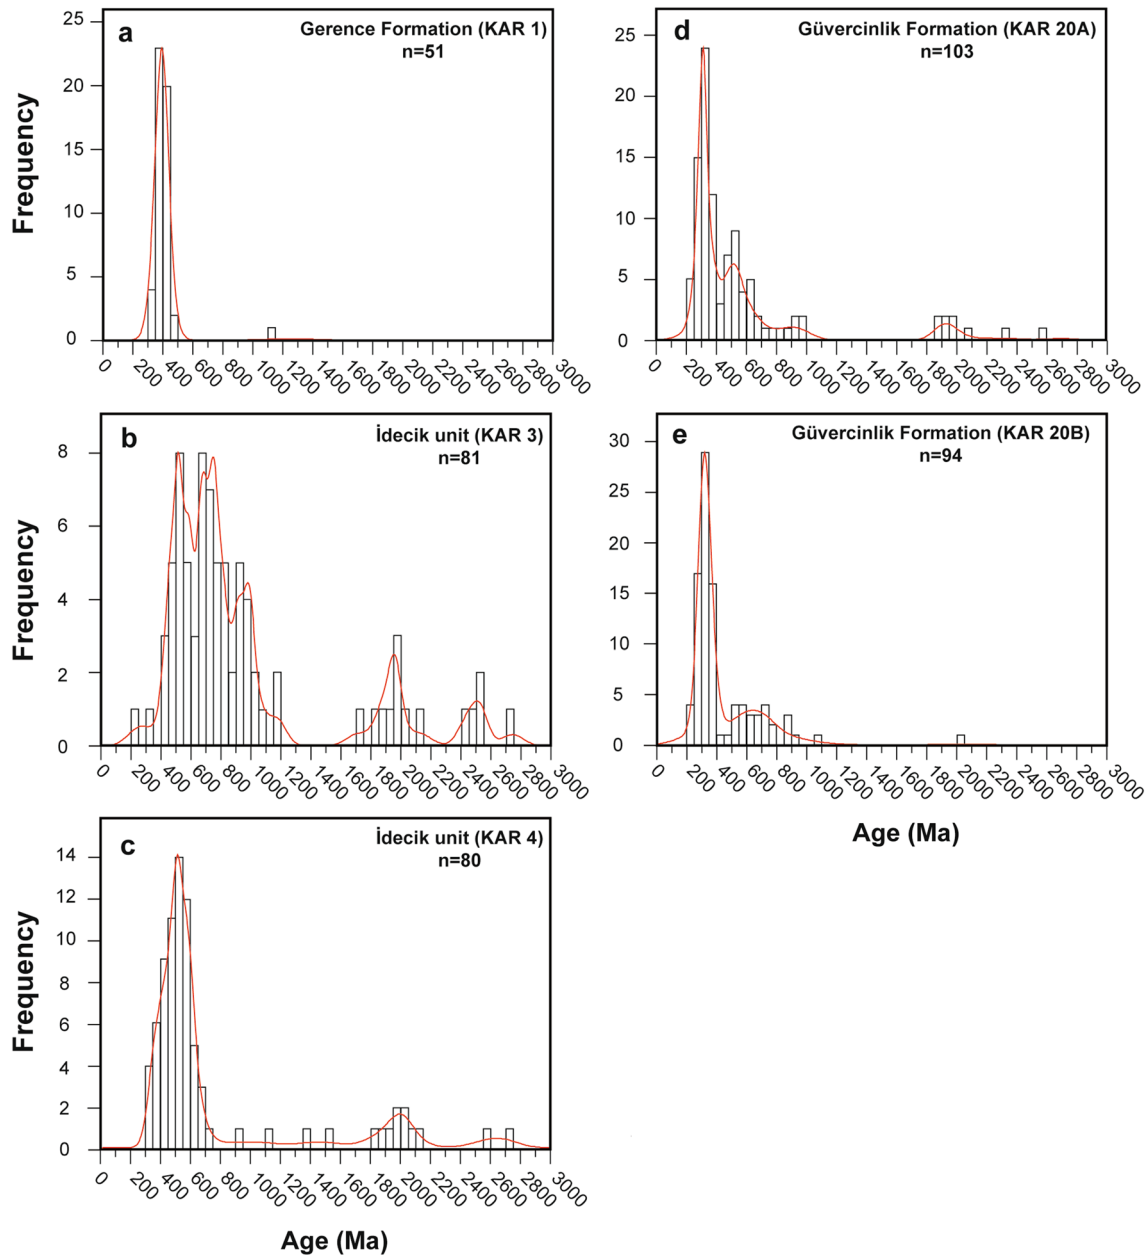 a
Gerence Formation (KAR 1)
n=51
Frequency
25
20
15
10
5
0
0 200 400 600 800 1000 1200 1400 1600 1800 2000 2200 2400 2600 2800 3000
b
İdecik unit (KAR 3)
n=81
Frequency
8
6
4
2
0
0 200 400 600 800 1000 1200 1400 1600 1800 2000 2200 2400 2600 2800 3000
c
İdecik unit (KAR 4)
n=80
Frequency
14
12
10
8
6
4
2
0
0 200 400 600 800 1000 1200 1400 1600 1800 2000 2200 2400 2600 2800 3000
Age (Ma)
d
Güvercinlik Formation (KAR 20A)
n=103
25
20
15
10
5
0
0 200 400 600 800 1000 1200 1400 1600 1800 2000 2200 2400 2600 2800 3000
e
Güvercinlik Formation (KAR 20B)
n=94
30
25
20
15
10
5
0
0 200 400 600 800 1000 1200 1400 1600 1800 2000 2200 2400 2600 2800 3000
Age (Ma)